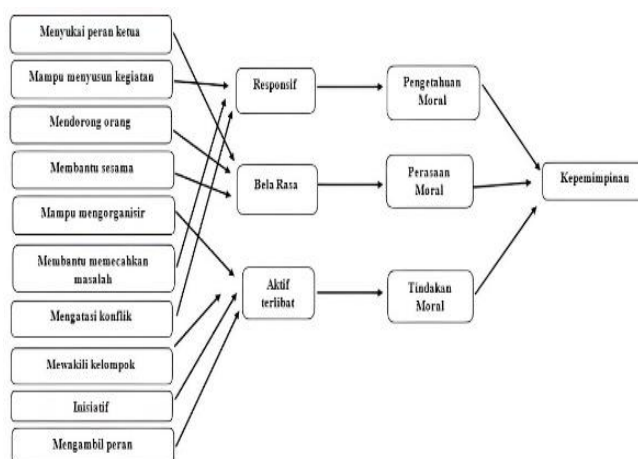 Menyukai peran ketua
Mampu menyusun kegiatan
Mendorong orang
Membantu sesama
Mampu mengorganisir
Membantu memecahkan
masalah
Mengatasi konflik
Mewakili kelompok
Inisiatif
Mengambil peran
Responsif
Bela Rasa
Aktif
terlibat
Pengetahuan
Moral
Perasaan
Moral
Tindakan
Moral
Kepemimpinan